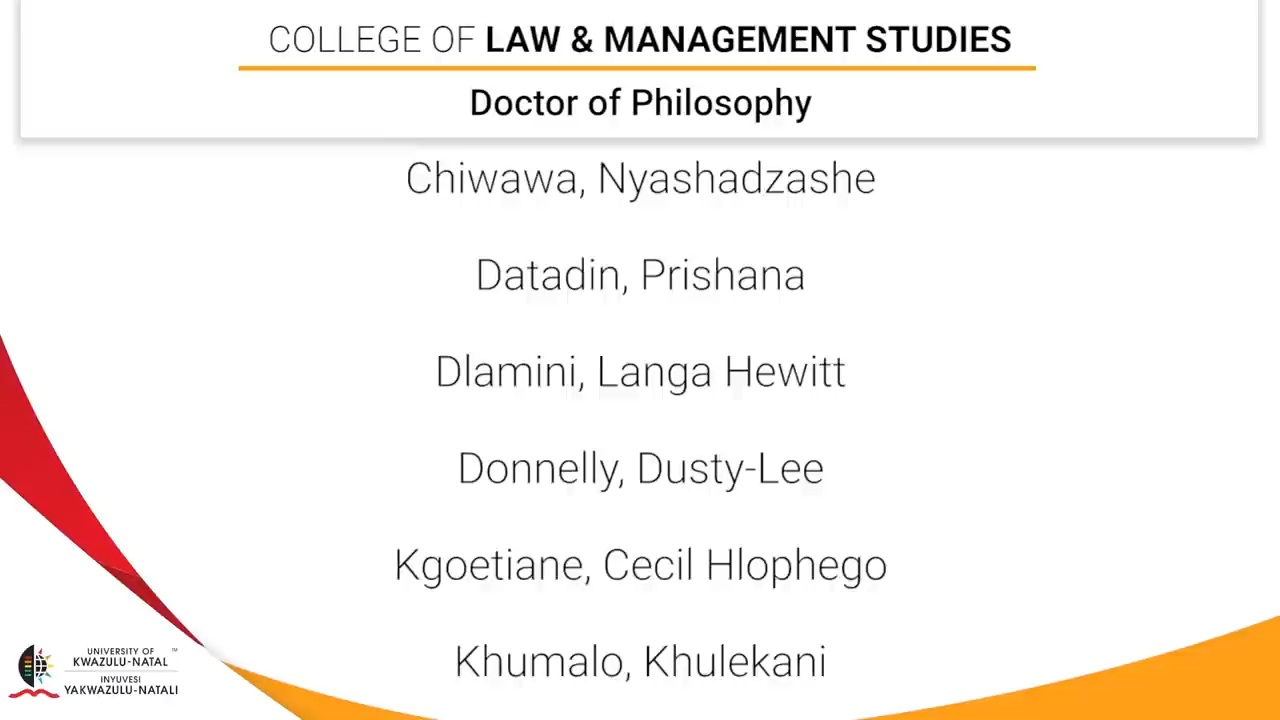 COLLEGE OF LAW & MANAGEMENT STUDIES
Doctor of Philosophy
Chiwawa, Nyashadzashe
Datadin, Prishana
Dlamini, Langa Hewitt
Donnelly, Dusty-Lee
Kgoetiane, Cecil Hlophego
Khumalo, Khulekani
UNIVERSITY OF ™
KWAZULU-NATAL
INYUVESI
YAKWAZULU-NATALI